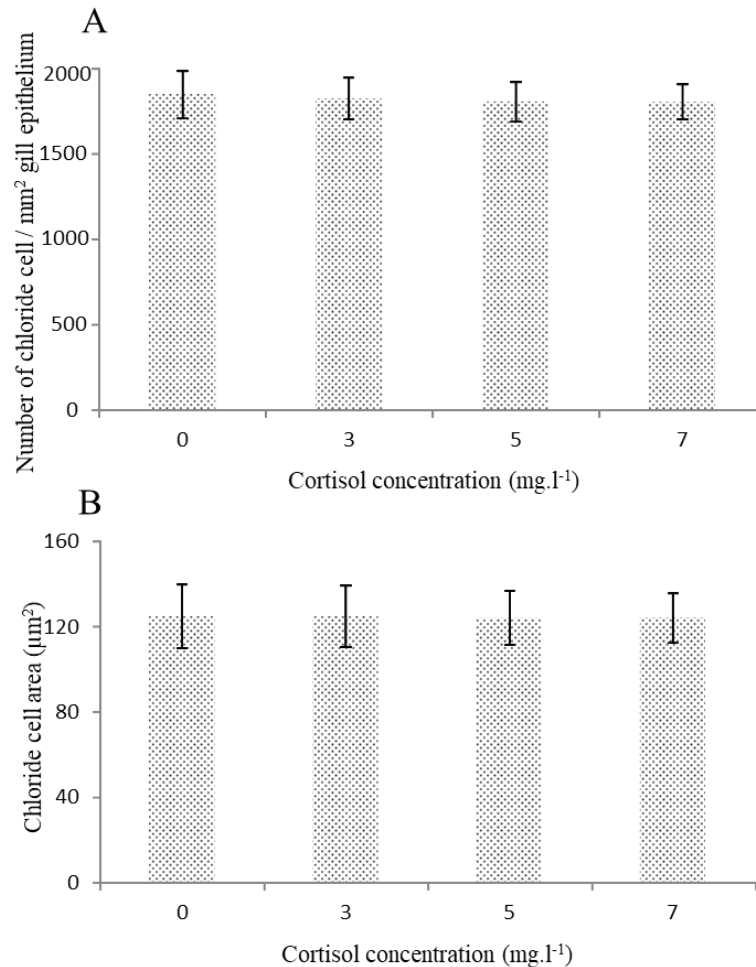 A
Number of chloride cell / mm² gill epithelium
2000
1500
1000
500
0
0 3 5 7
Cortisol concentration (mg.l⁻¹)
B
Chloride cell area (µm²)
160
120
80
40
0
0 3 5 7
Cortisol concentration (mg.l⁻¹)